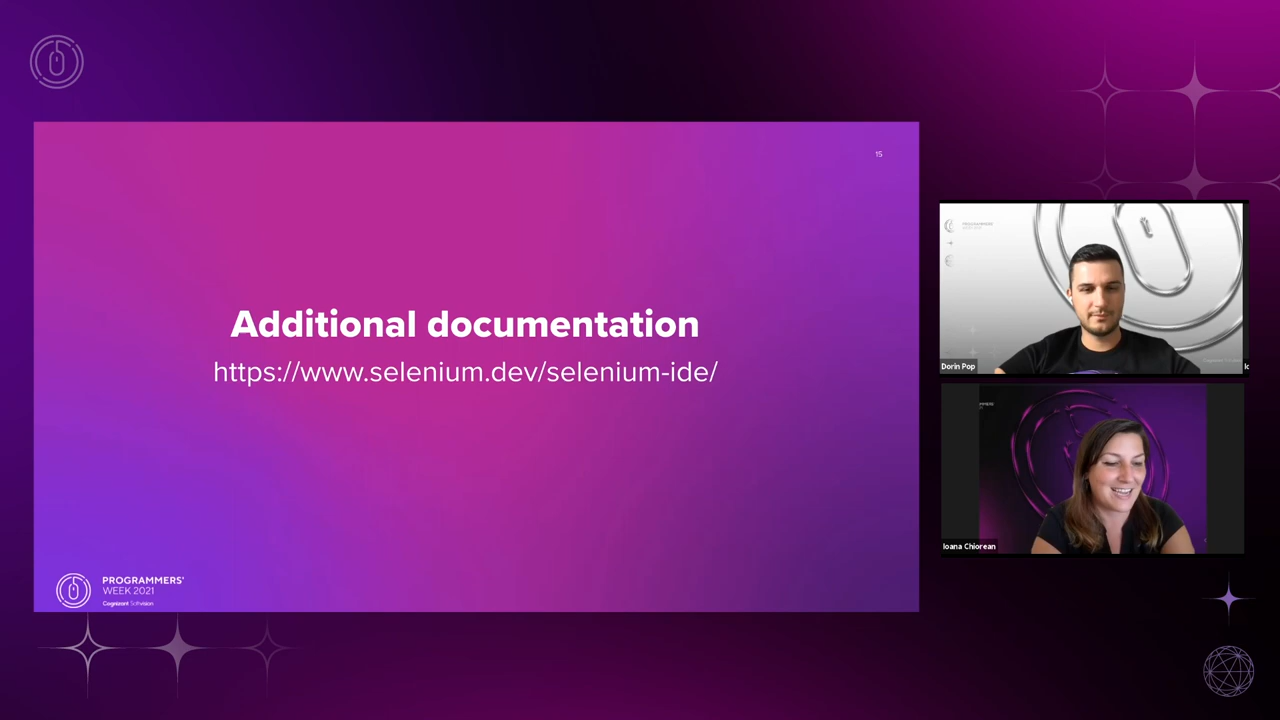 15
Additional documentation
https://www.selenium.dev/selenium-ide/
PROGRAMMERS'
WEEK 2021
Cognizant Softvision
Dorin Pop
Ioana Chiorean